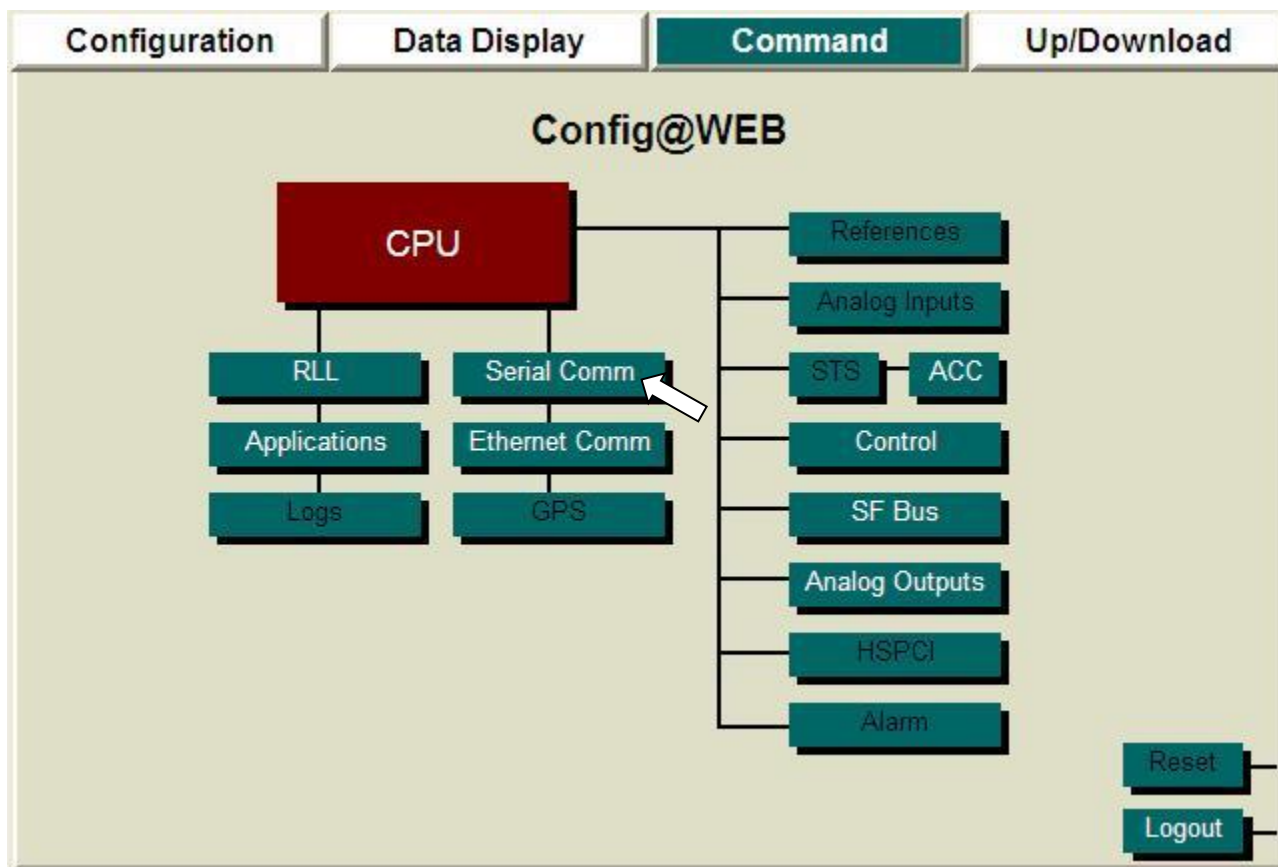 Configuration
Data Display
Command
Up/Download
Config@WEB
CPU
RLL
Applications
Logs
Serial Comm
Ethernet Comm
GPS
References
Analog Inputs
STS
ACC
Control
SF Bus
Analog Outputs
HSPCI
Alarm
Reset
Logout